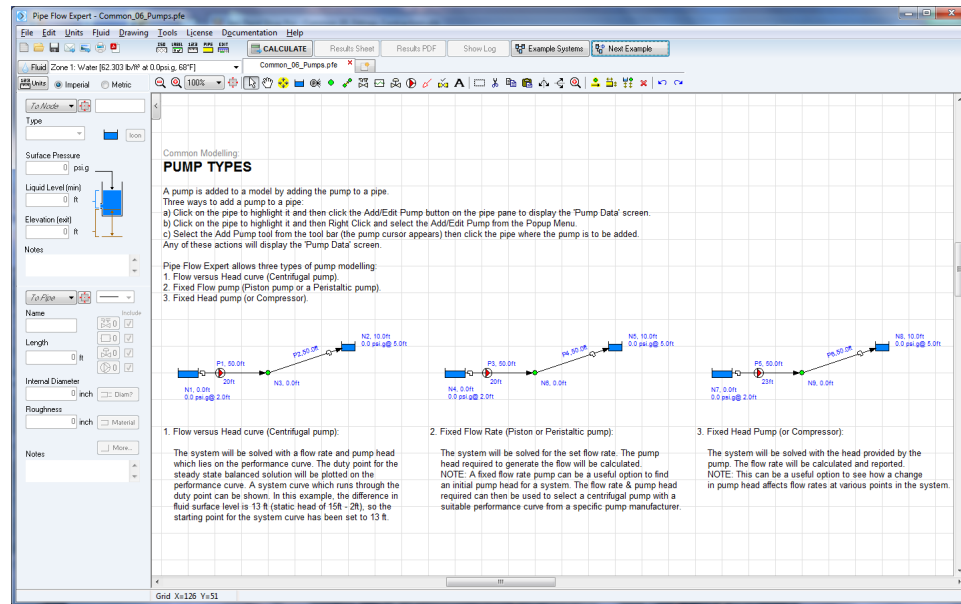 Pipe Flow Expert - Common_06_Pumps.pfe
File Edit Units Fluid Drawing Tools License Document Help
CALCULATE Results Sheet Results PDF Show Log Example Systems Next Example
Fluid Zone 1: Water [62.303 lb/ft³ at 0.0psi.g, 68°F] Common_06_Pumps.pfe
Units Imperial Metric 100% A
To Node
Type
Icon
Surface Pressure
0 psi.g
Liquid Level (min)
0 ft
Elevation (exit)
0 ft
Notes
To Pipe
Name Include
0
Length
0
0 ft
0
0
Internal Diameter
0 inch Diam?
Roughness
0 inch Material
Notes More...
Common Modelling:
PUMP TYPES
A pump is added to a model by adding the pump to a pipe.
Three ways to add a pump to a pipe:
a) Click on the pipe to highlight it and then click the Add/Edit Pump button on the pipe pane to display the 'Pump Data' screen.
b) Click on the pipe to highlight it and then Right Click and select the Add/Edit Pump from the Popup Menu.
c) Select the Add Pump tool from the tool bar (the pump cursor appears) then click the pipe where the pump is to be added.
Any of these actions will display the 'Pump Data' screen.
Pipe Flow Expert allows three types of pump modelling:
1. Flow versus Head curve (Centrifugal pump).
2. Fixed Flow pump (Piston pump or a Peristaltic pump).
3. Fixed Head pump (or Compressor).
N2, 10.0ft
0.0 psi.g@ 5.0ft
P2,50.0ft
P1, 50.0ft
20ft
N3, 0.0ft
N1, 0.0ft
0.0 psi.g@ 2.0ft
N5, 10.0ft
0.0 psi.g@ 5.0ft
P4,50.0ft
P3, 50.0ft
20ft
N6, 0.0ft
N4, 0.0ft
0.0 psi.g@ 2.0ft
N8, 10.0ft
0.0 psi.g@ 5.0ft
P6,50.0ft
P5, 50.0ft
23ft
N9, 0.0ft
N7, 0.0ft
0.0 psi.g@ 2.0ft
1. Flow versus Head curve (Centrifugal pump):
The system will be solved with a flow rate and pump head
which lies on the performance curve. The duty point for the
steady state balanced solution will be plotted on the
performance curve. A system curve which runs through the
duty point can be shown. In this example, the difference in
fluid surface level is 13 ft (static head of 15ft - 2ft), so the
starting point for the system curve has been set to 13 ft.
2. Fixed Flow Rate (Piston or Peristaltic pump):
The system will be solved for the set flow rate. The pump
head required to generate the flow will be calculated.
NOTE: A fixed flow rate pump can be a useful option to find
an initial pump head for a system. The flow rate & pump head
required can then be used to select a centrifugal pump with a
suitable performance curve from a specific pump manufacturer.
3. Fixed Head Pump (or Compressor):
The system will be solved with the head provided by the
pump. The flow rate will be calculated and reported.
NOTE: This can be a useful option to see how a change
in pump head affects flow rates at various points in the system.
Grid X=126 Y=51